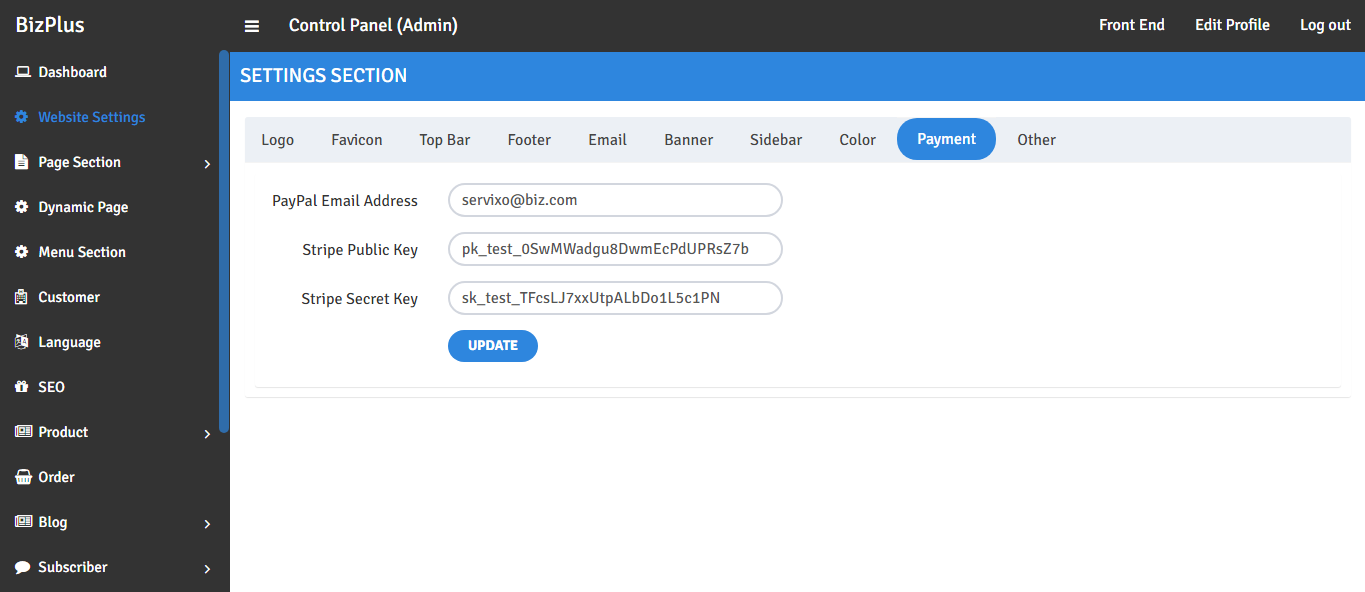 BizPlus
Control Panel (Admin)
Front End
Edit Profile
Log out
Dashboard
Website Settings
Page Section
Dynamic Page
Menu Section
Customer
Language
SEO
Product
Order
Blog
Subscriber
SETTINGS SECTION
Logo
Favicon
Top Bar
Footer
Email
Banner
Sidebar
Color
Payment
Other
PayPal Email Address
servixo@biz.com
Stripe Public Key
pk_test_0SwMWadgu8DwmEcPdUPRsZ7b
Stripe Secret Key
sk_test_TFcsLJ7xxUtpALbDo1L5c1PN
UPDATE